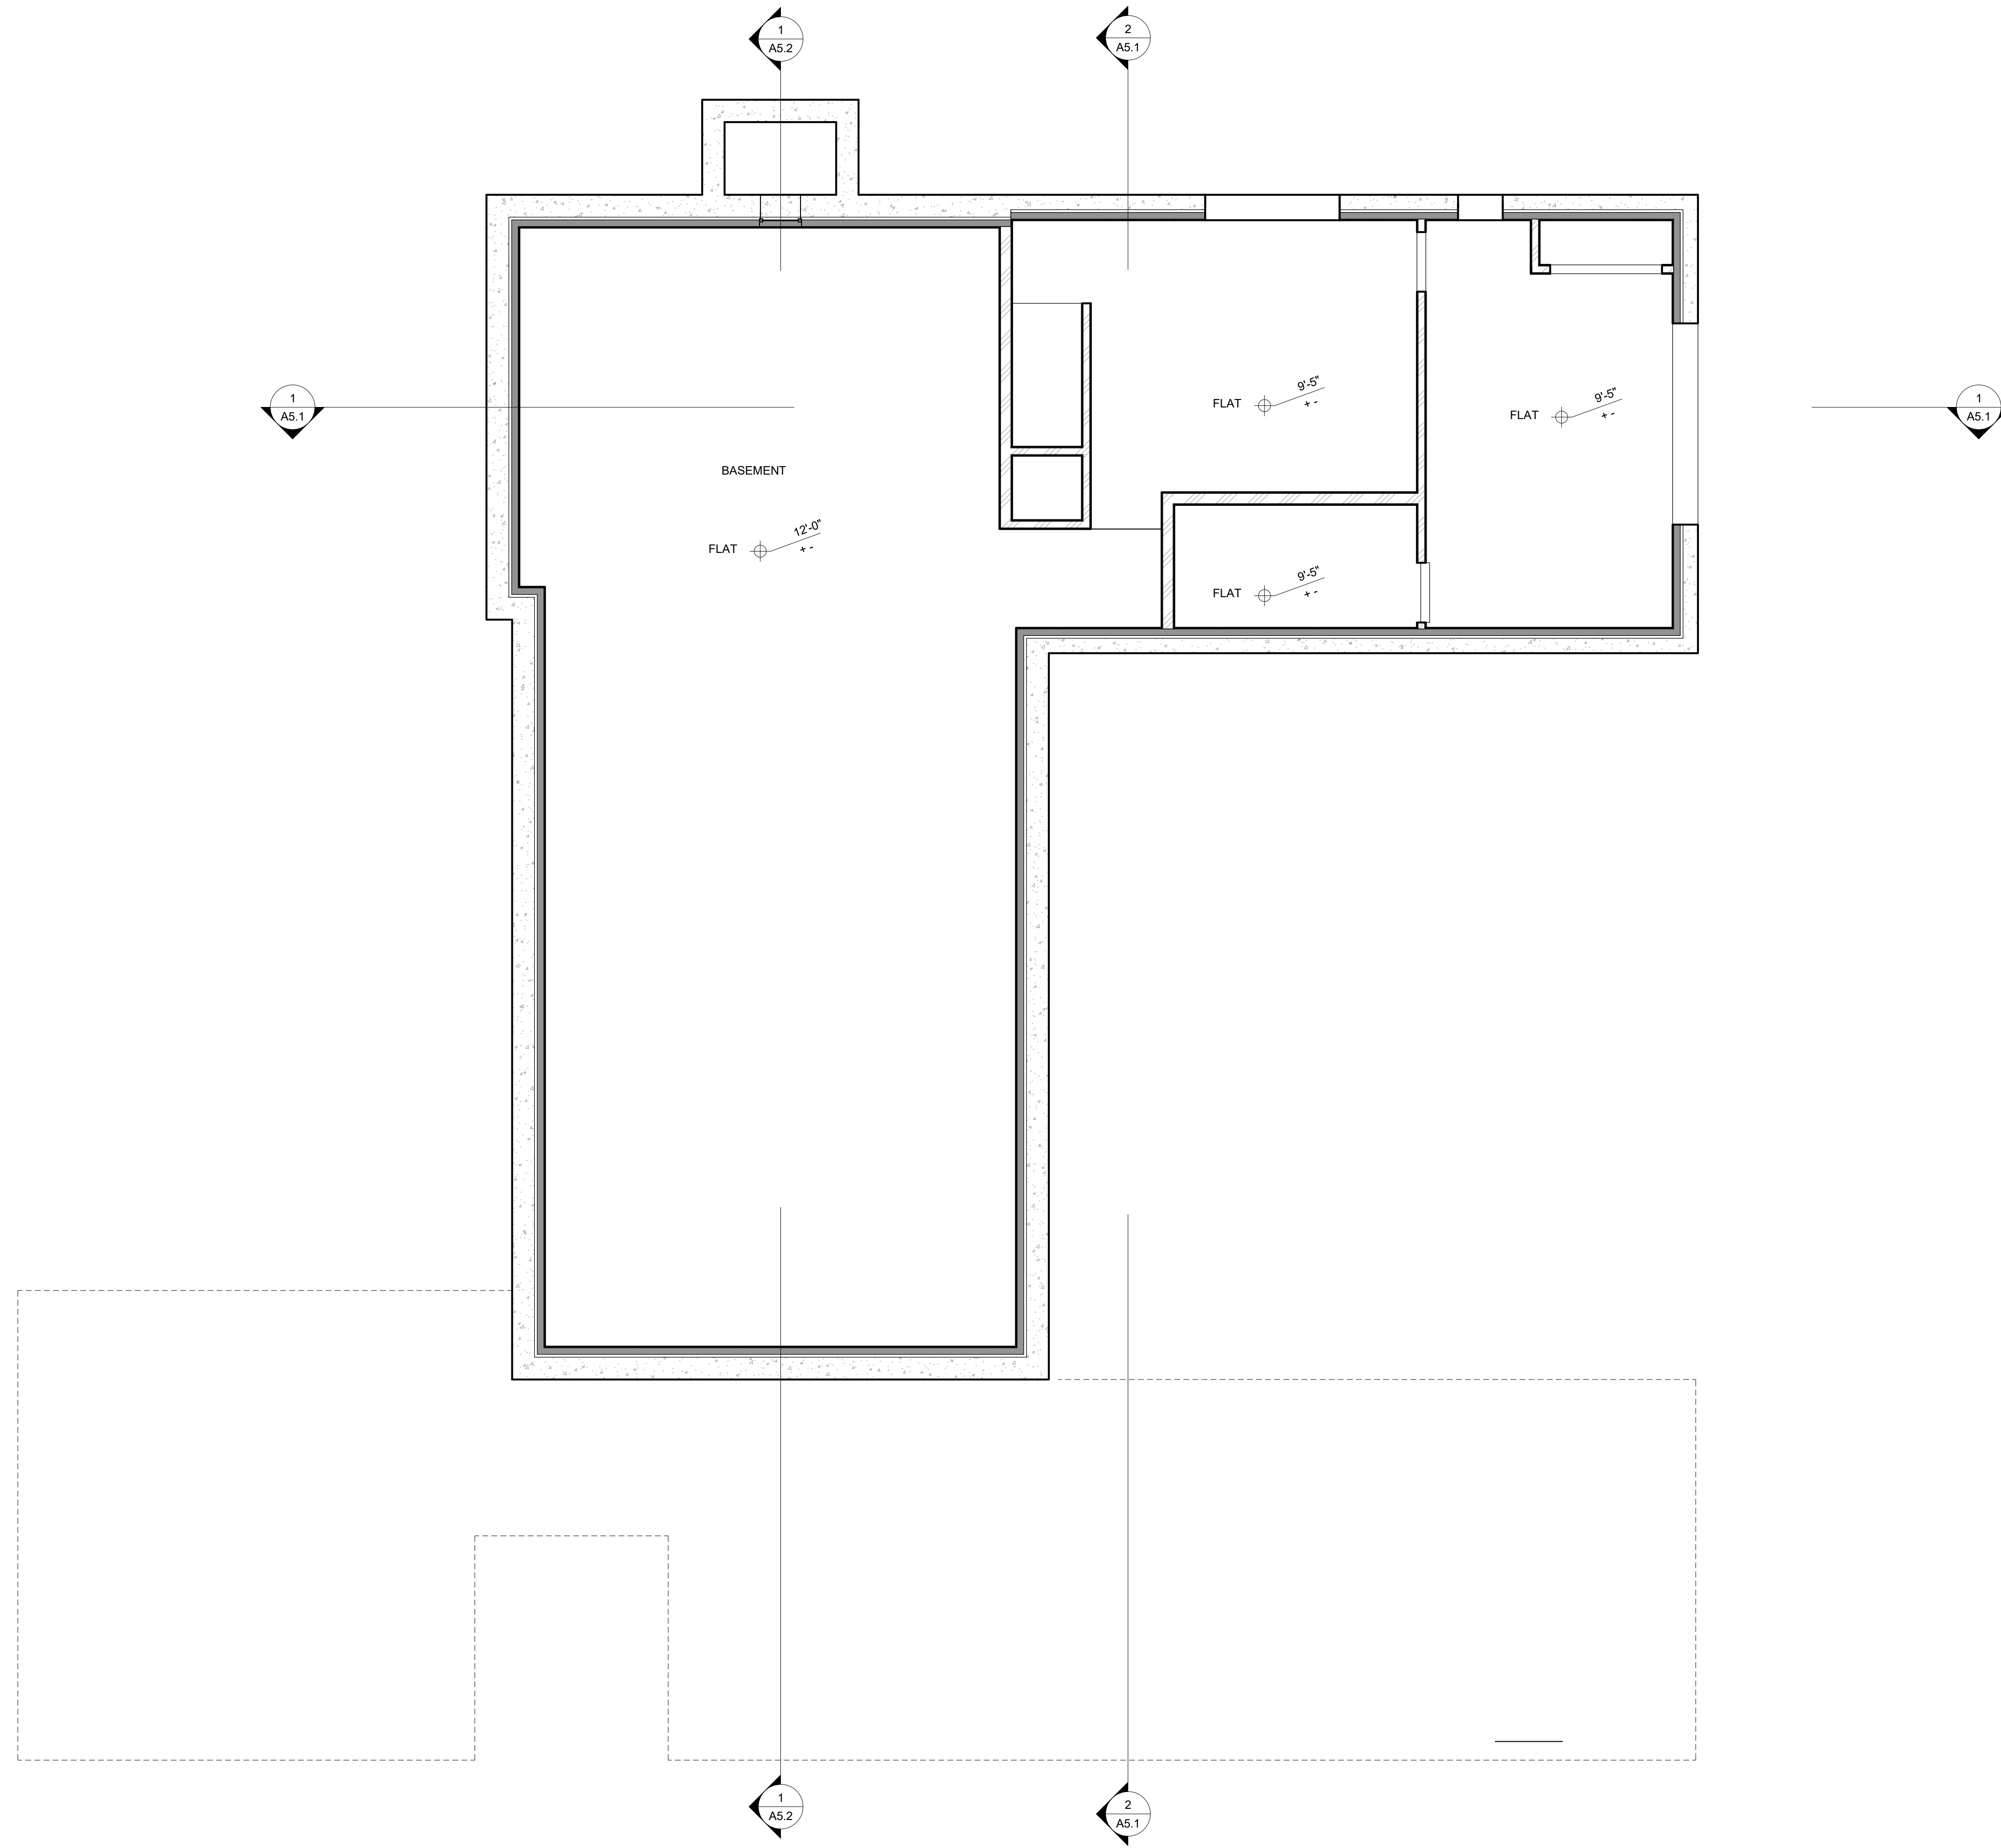 1
A5.2
2
A5.1
1
A5.1
1
A5.1
9'-5"
FLAT
+ -
9'-5"
FLAT
+ -
BASEMENT
12'-0"
FLAT
+ -
9'-5"
FLAT
+ -
1
A5.2
2
A5.1